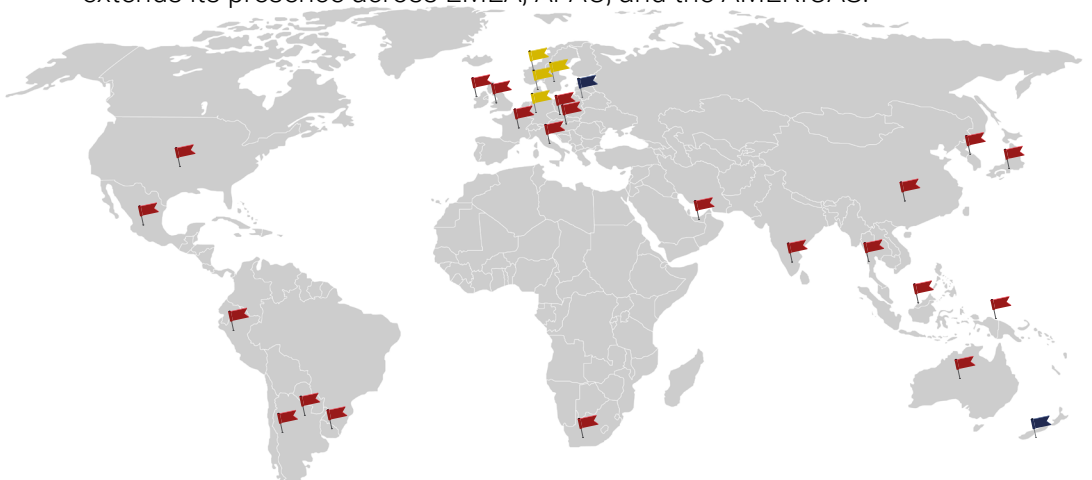 extends its presence across EMEA, APAC, and the AMERICAS.